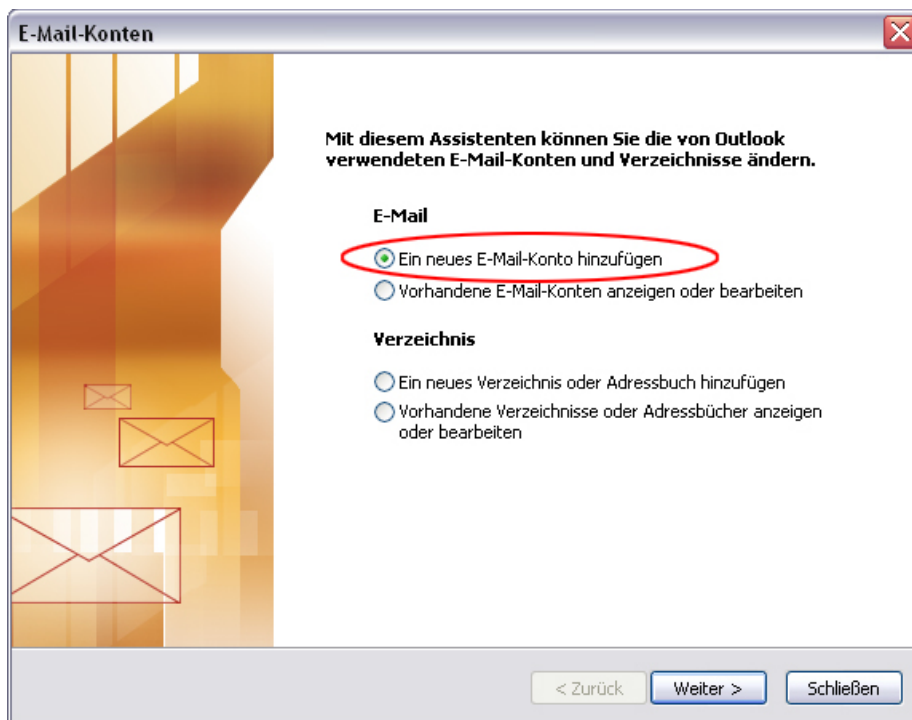 E-Mail-Konten
Mit diesem Assistenten können Sie die von Outlook
verwendeten E-Mail-Konten und Verzeichnisse ändern.
E-Mail
Ein neues E-Mail-Konto hinzufügen
Vorhandene E-Mail-Konten anzeigen oder bearbeiten
Verzeichnis
Ein neues Verzeichnis oder Adressbuch hinzufügen
Vorhandene Verzeichnisse oder Adressbücher anzeigen
oder bearbeiten
< Zurück
Weiter >
Schließen